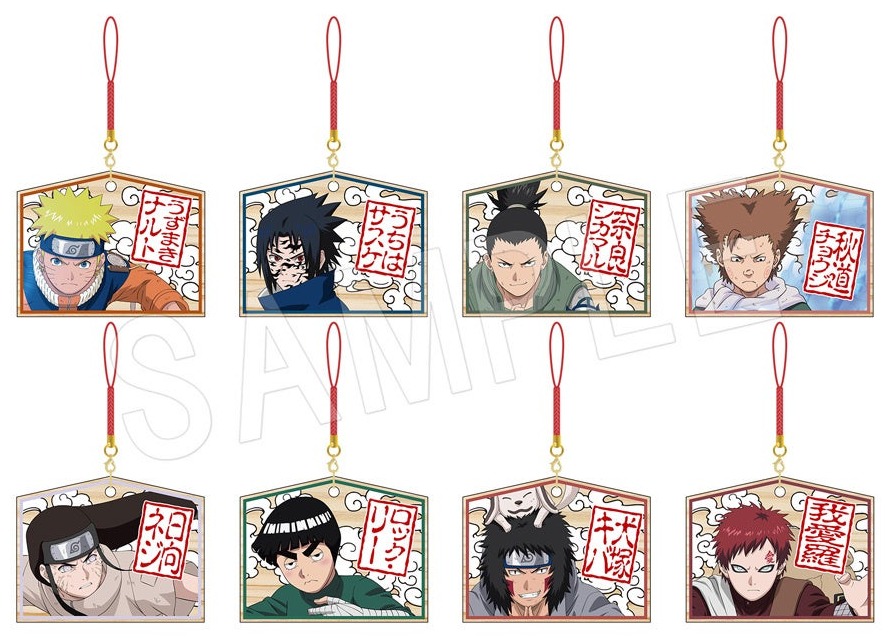 うずまき
ナルト
うちは
サスケ
奈良
シカマル
秋道
チョウジ
SAMPLE
日向
ネジ
ロック・
リー
犬塚
キバ
我愛羅